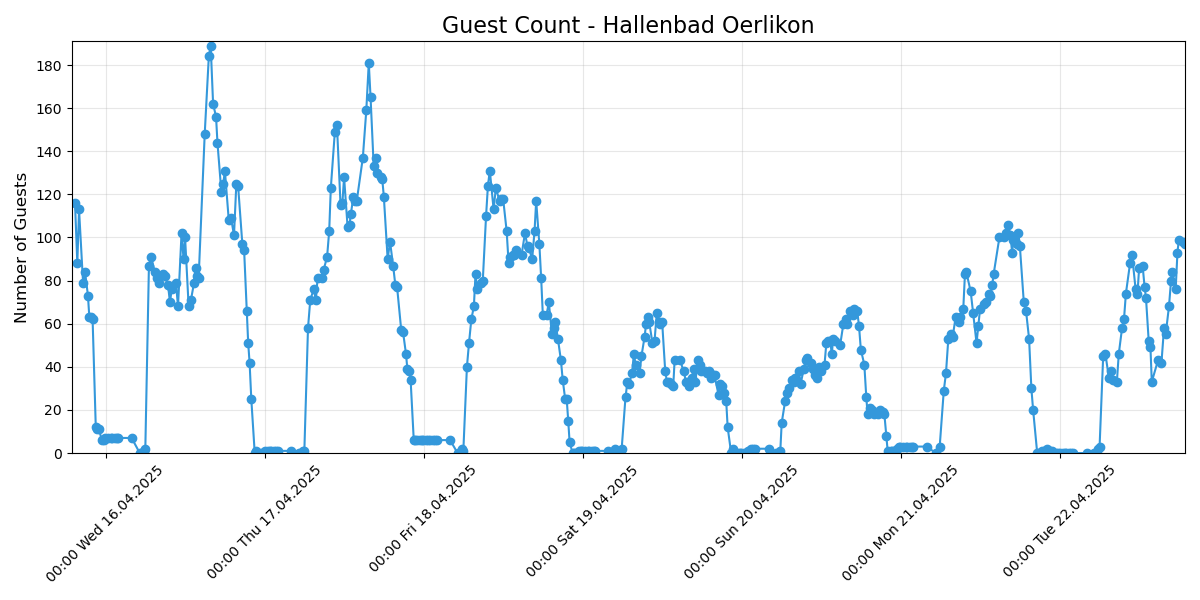 Guest Count - Hallenbad Oerlikon
Number of Guests
180
160
140
120
100
80
60
40
20
0
00:00 Wed 16.04.2025
00:00 Thu 17.04.2025
00:00 Fri 18.04.2025
00:00 Sat 19.04.2025
00:00 Sun 20.04.2025
00:00 Mon 21.04.2025
00:00 Tue 22.04.2025